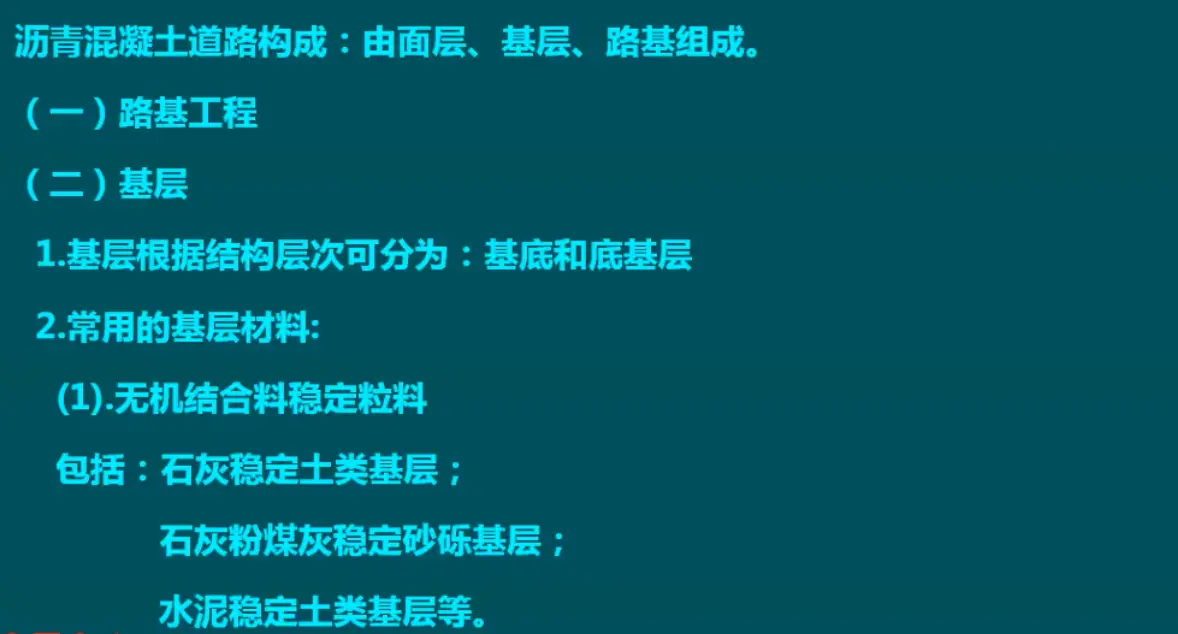 沥青混凝土道路构成：由面层、基层、路基组成。
（一）路基工程
（二）基层
1.基层根据结构层次可分为：基底和底基层
2.常用的基层材料:
(1).无机结合料稳定粒料
包括：石灰稳定土类基层；
石灰粉煤灰稳定砂砾基层；
水泥稳定土类基层等。